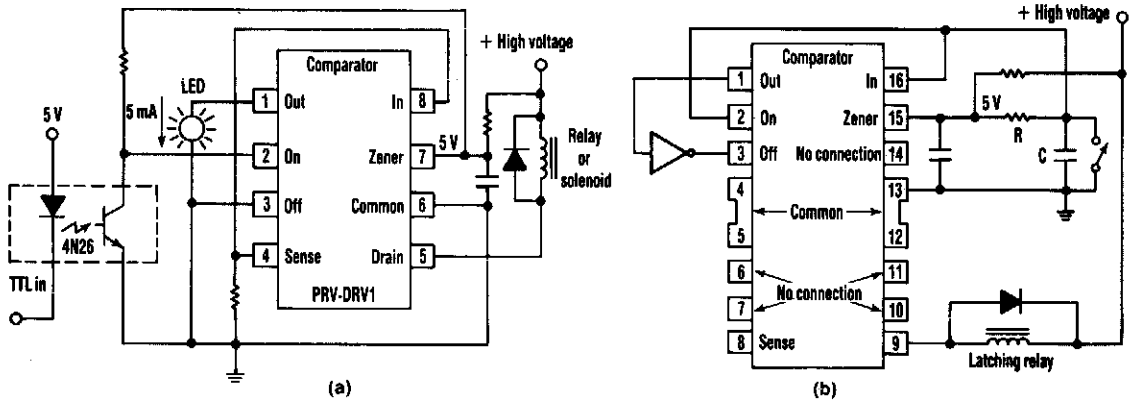 5 V
TTL in
4N26
5 mA
LED
Comparator
1 Out
2 On
3 Off
4 Sense
In 8
Zener 7
Common 6
Drain 5
PRV-DRV1
5 V
+ High voltage
Relay
or
solenoid
(a)
+ High voltage
Comparator
1 Out
2 On
3 Off
4
5
6
7
8 Sense
In 16
Zener 15
No connection 14
13
Common
12
11
No connection
10
9
5 V
R
C
Latching relay
(b)